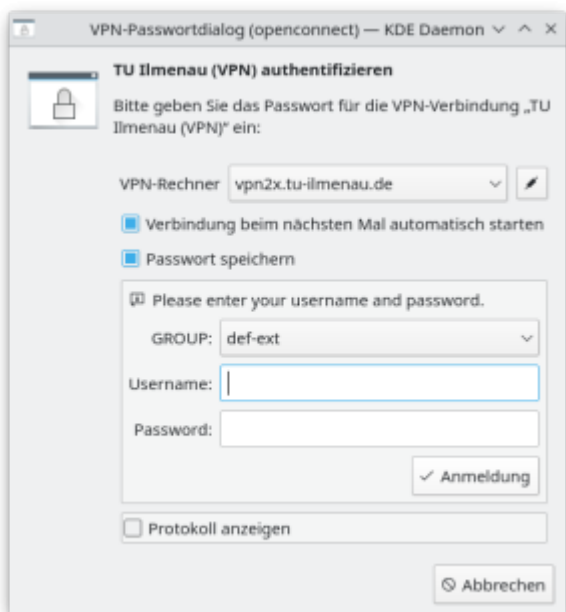 VPN-Passwortdialog (openconnect) — KDE Daemon
TU Ilmenau (VPN) authentifizieren
Bitte geben Sie das Passwort für die VPN-Verbindung „TU
Ilmenau (VPN)“ ein:
VPN-Rechner vpn2x.tu-ilmenau.de
Verbindung beim nächsten Mal automatisch starten
Passwort speichern
Please enter your username and password.
GROUP: def-ext
Username:
Password:
Anmeldung
Protokoll anzeigen
Abbrechen